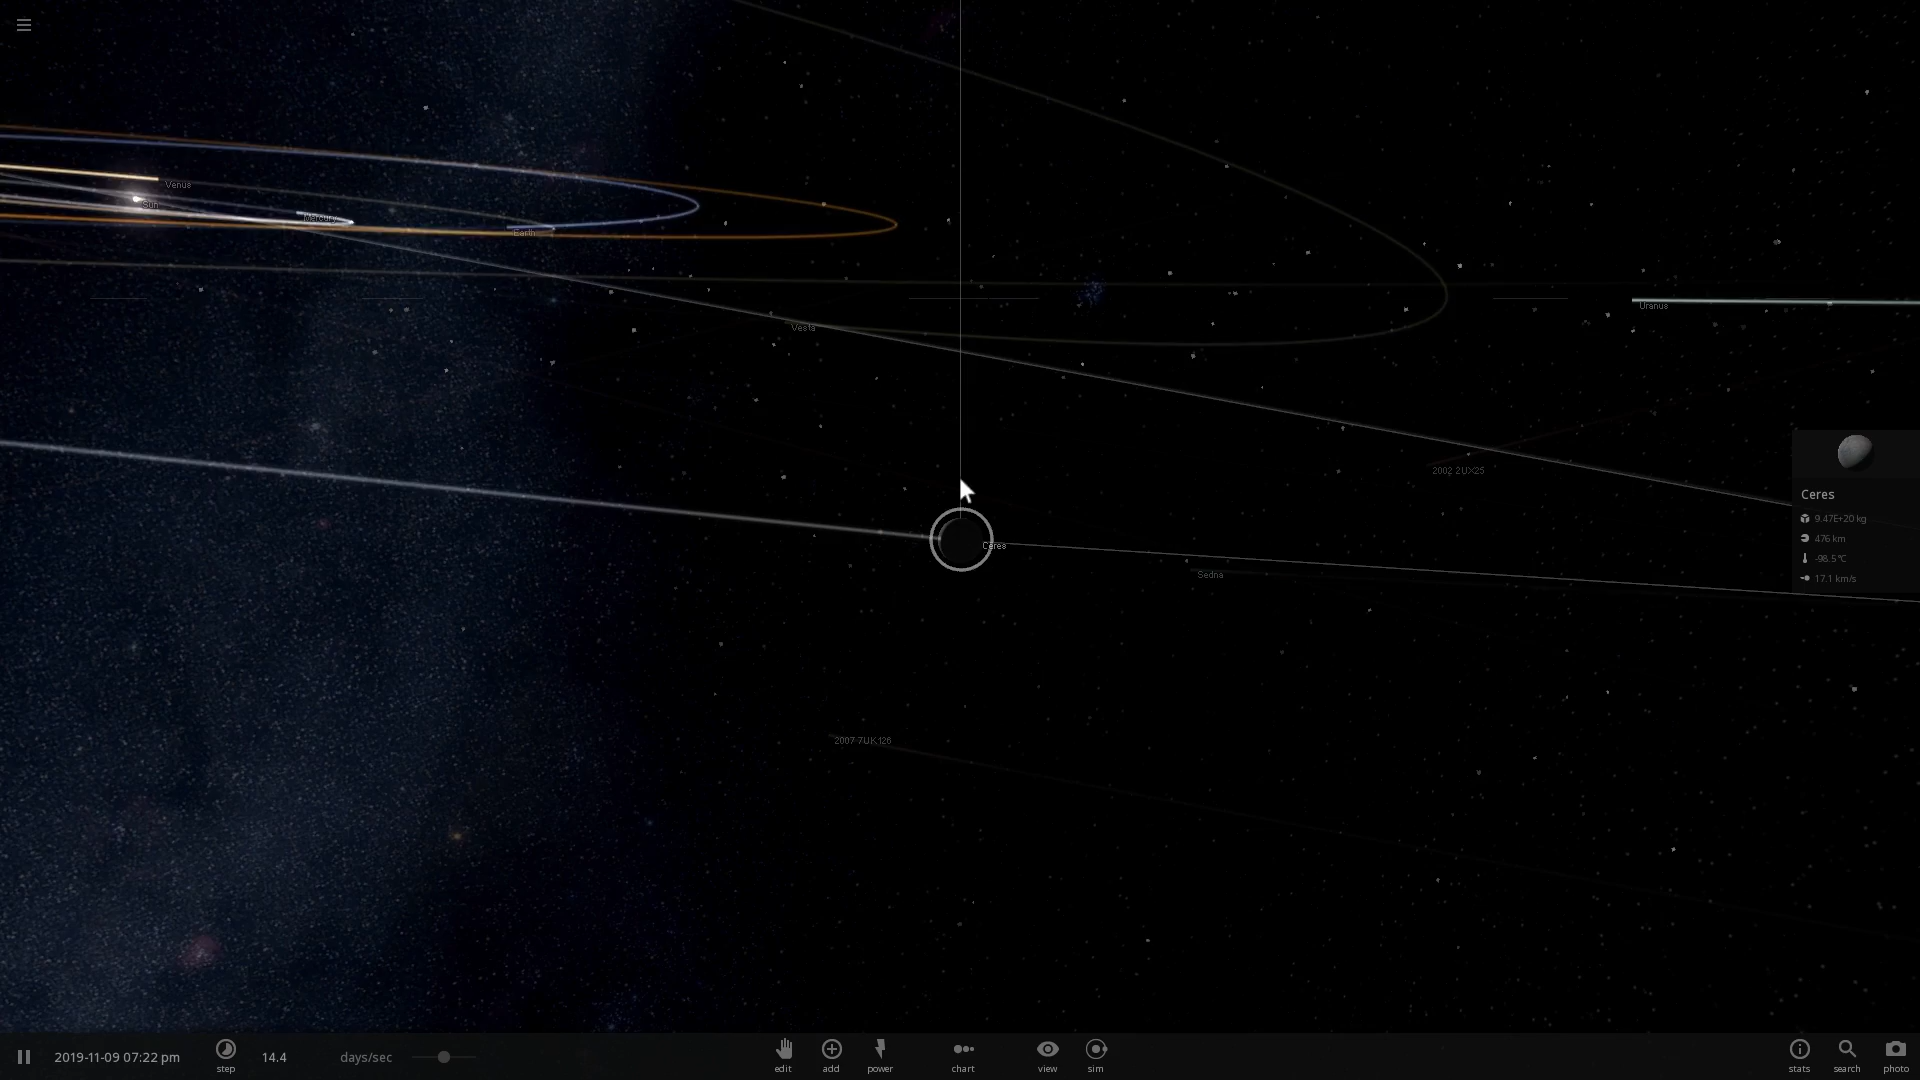 Venus
Sun
Mercury
Earth
Uranus
Vesta
2002 2UX25
Ceres
9.47E+20 kg
476 km
-98.5 °C
17.1 km/s
Ceres
Sedna
2007 7UK126
2019-11-09 07:22 pm
step
14.4
days/sec
edit
add
power
chart
view
sim
stats
search
photo